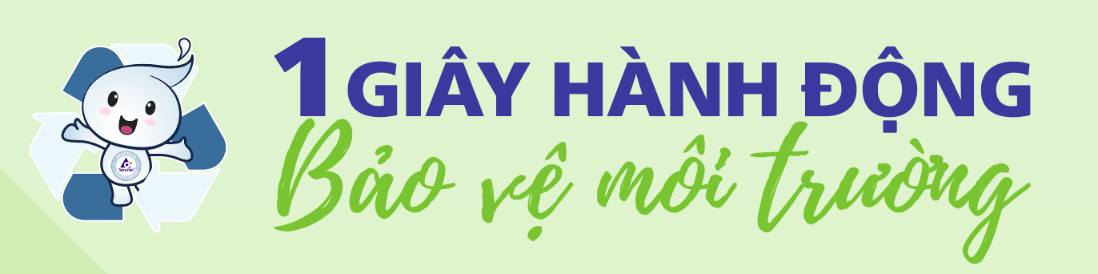 1 GIÂY HÀNH ĐỘNG
Bảo vệ môi trường